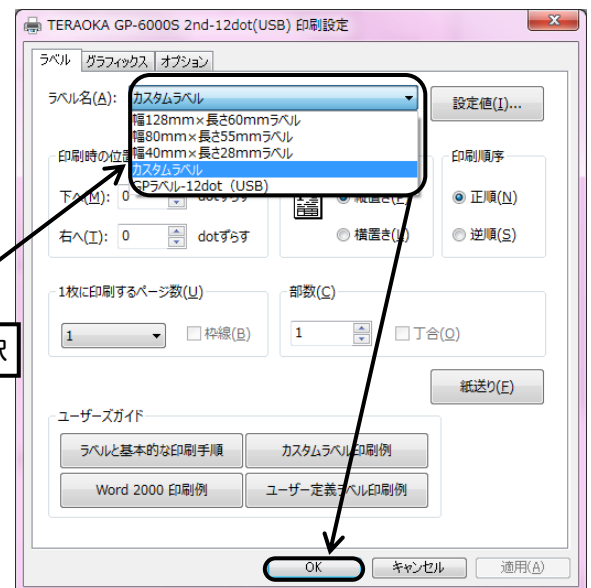 TERAOKA GP-6000S 2nd-12dot(USB) 印刷設定
ラベル グラフィックス オプション
ラベル名(A): カスタムラベル 設定値(I)...
幅128mm×長さ60mmラベル
幅80mm×長さ55mmラベル
幅40mm×長さ28mmラベル
カスタムラベル
GPラベル-12dot（USB）
印刷時の位
下へ(M): 0 dotずらす
右へ(T): 0 dotずらす
横置き
印刷順序
正順(N)
逆順(S)
択
1枚に印刷するページ数(U)
1 枠線(B)
部数(C)
1 丁合(O)
紙送り(F)
ユーザーズガイド
ラベルと基本的な印刷手順 カスタムラベル印刷例
Word 2000 印刷例 ユーザー定義ラベル印刷例
OK キャンセル 適用(A)